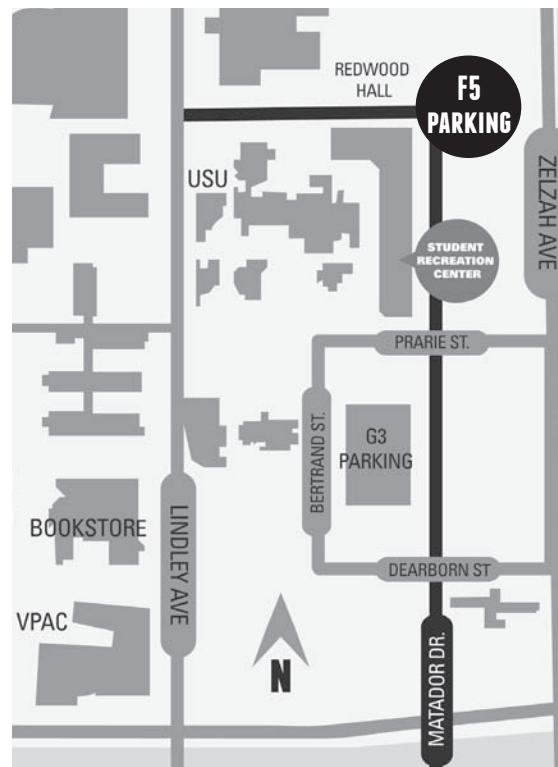 REDWOOD
HALL
F5
PARKING
USU
ZELZAH AVE
STUDENT
RECREATION
CENTER
PRARIE ST.
BERTRAND ST.
G3
PARKING
BOOKSTORE
LINDLEY AVE
DEARBORN ST
VPAC
N
MATADOR DR.